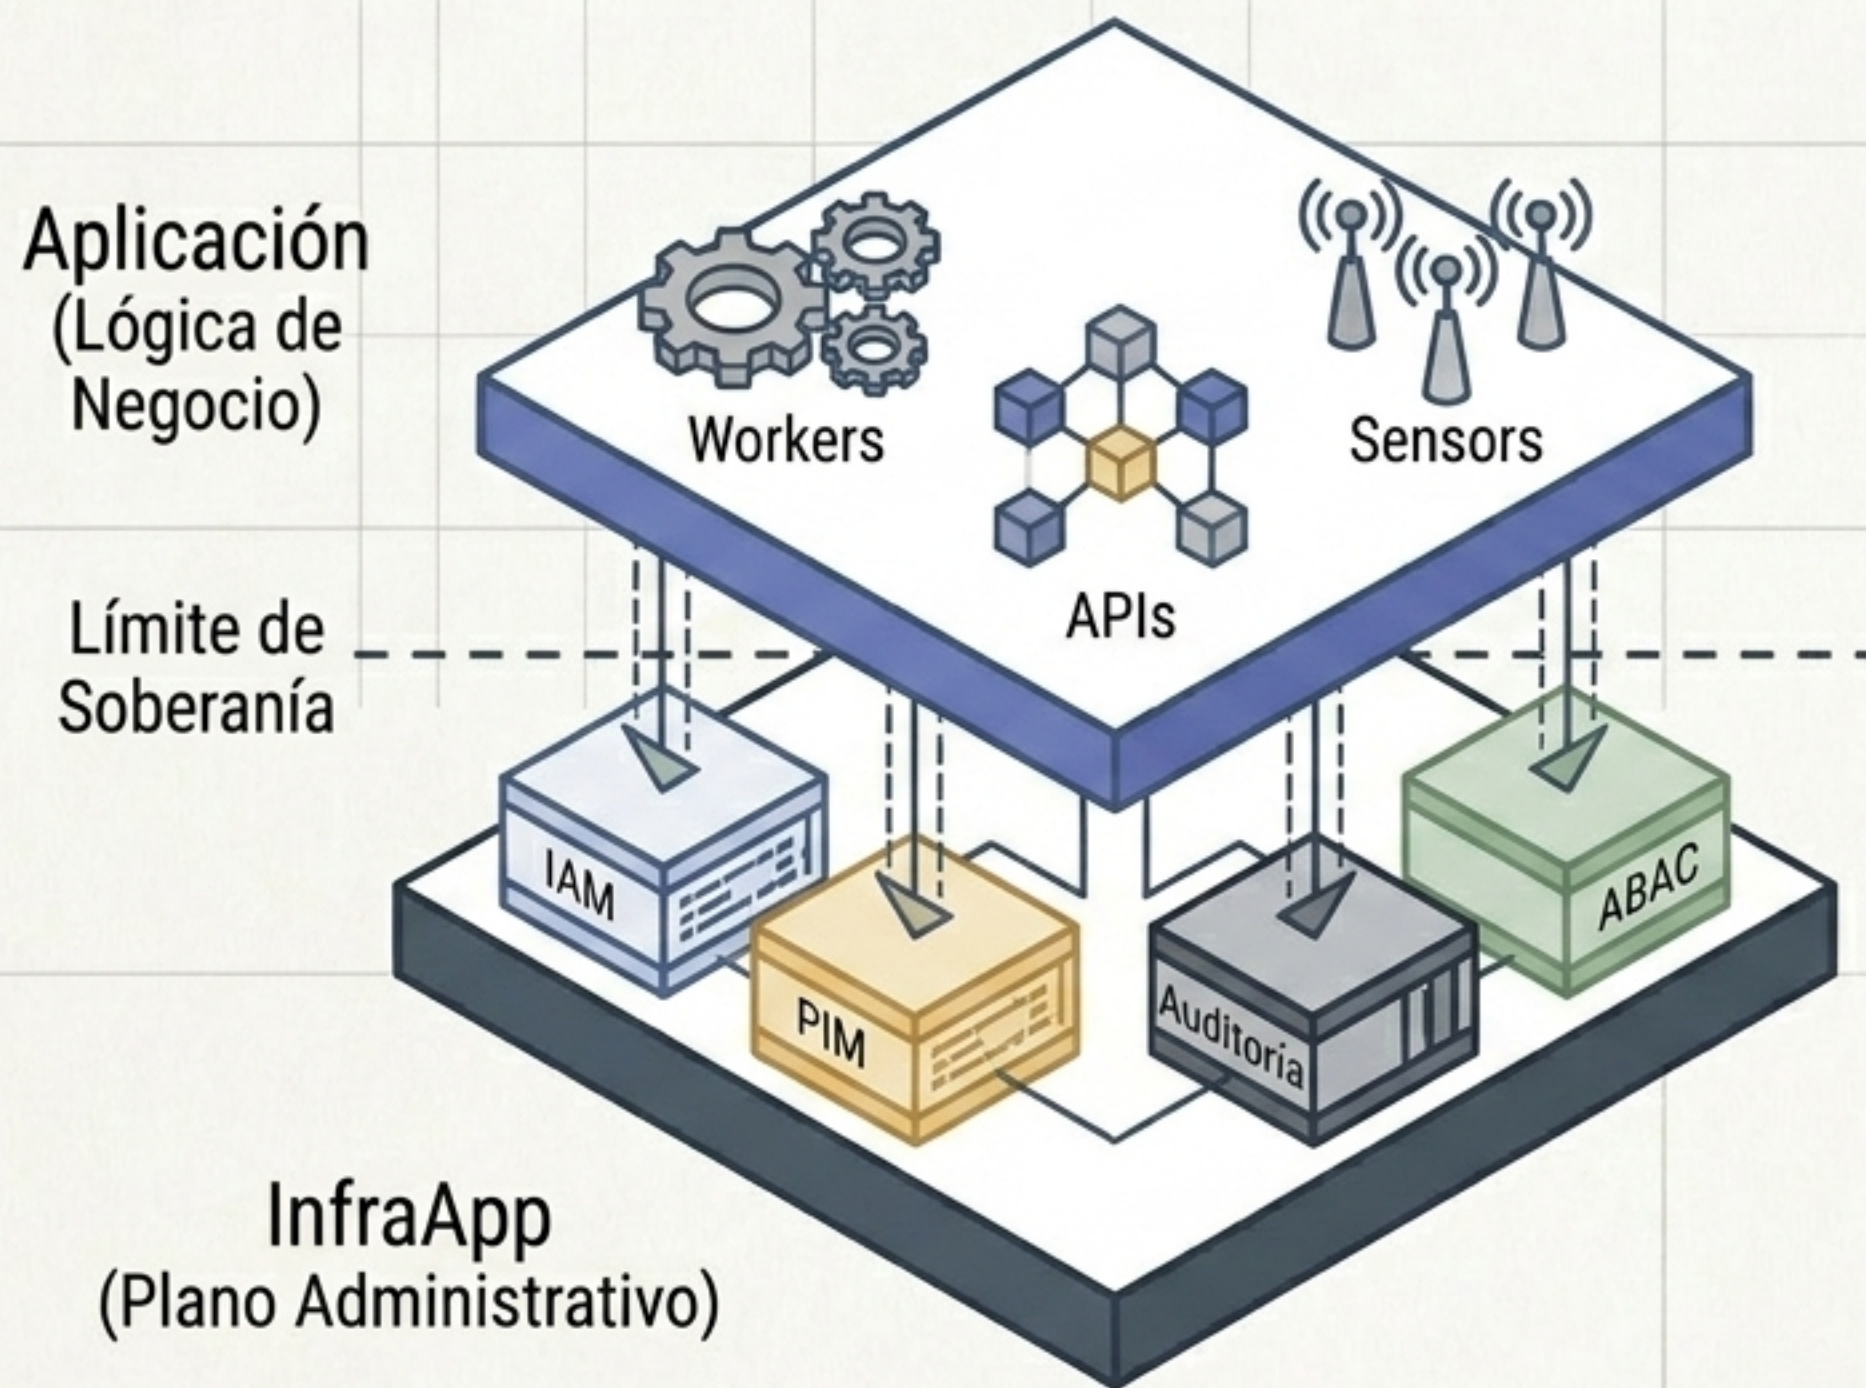 Aplicación
(Lógica de
Negocio)
Workers
Sensors
APIs
Límite de
Soberanía
IAM
PIM
Auditoría
ABAC
InfraApp
(Plano Administrativo)